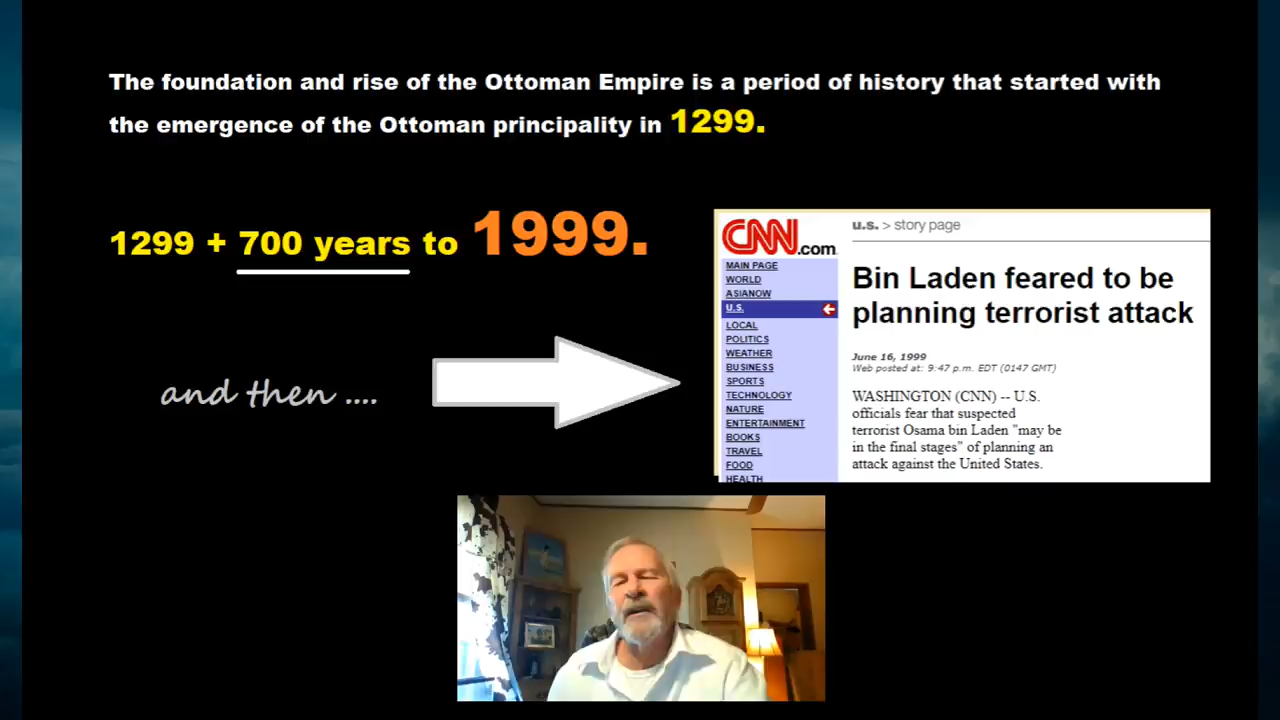 The foundation and rise of the Ottoman Empire is a period of history that started with
the emergence of the Ottoman principality in 1299.
1299 + 700 years to 1999.
and then ....
CNN.com
MAIN PAGE
WORLD
ASIANOW
U.S.
LOCAL
POLITICS
WEATHER
BUSINESS
SPORTS
TECHNOLOGY
NATURE
ENTERTAINMENT
BOOKS
TRAVEL
FOOD
HEALTH
u.s. > story page
Bin Laden feared to be
planning terrorist attack
June 16, 1999
Web posted at: 9:47 p.m. EDT (0147 GMT)
WASHINGTON (CNN) -- U.S.
officials fear that suspected
terrorist Osama bin Laden "may be
in the final stages" of planning an
attack against the United States.